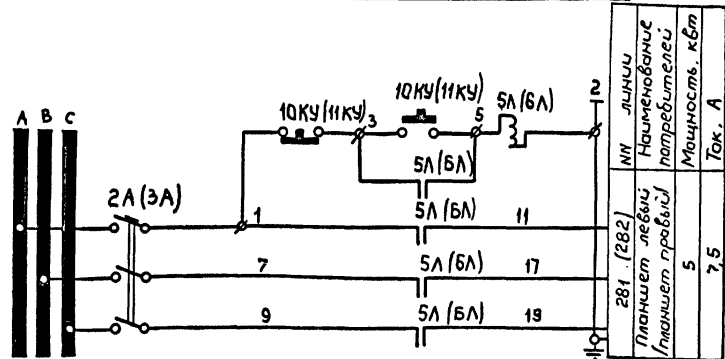 10КУ(11КУ)
3
10КУ(11КУ)
5
5Л(6Л)
2
А В С
5Л(6Л)
2А(3А)
1
5Л(6Л)
11
7
5Л(6Л)
17
9
5Л(6Л)
19
NN линии
281 (282)
Наименование
потребителей
Планшет левый
(планшет правый)
Мощность, квт
5
Ток, А
7,5